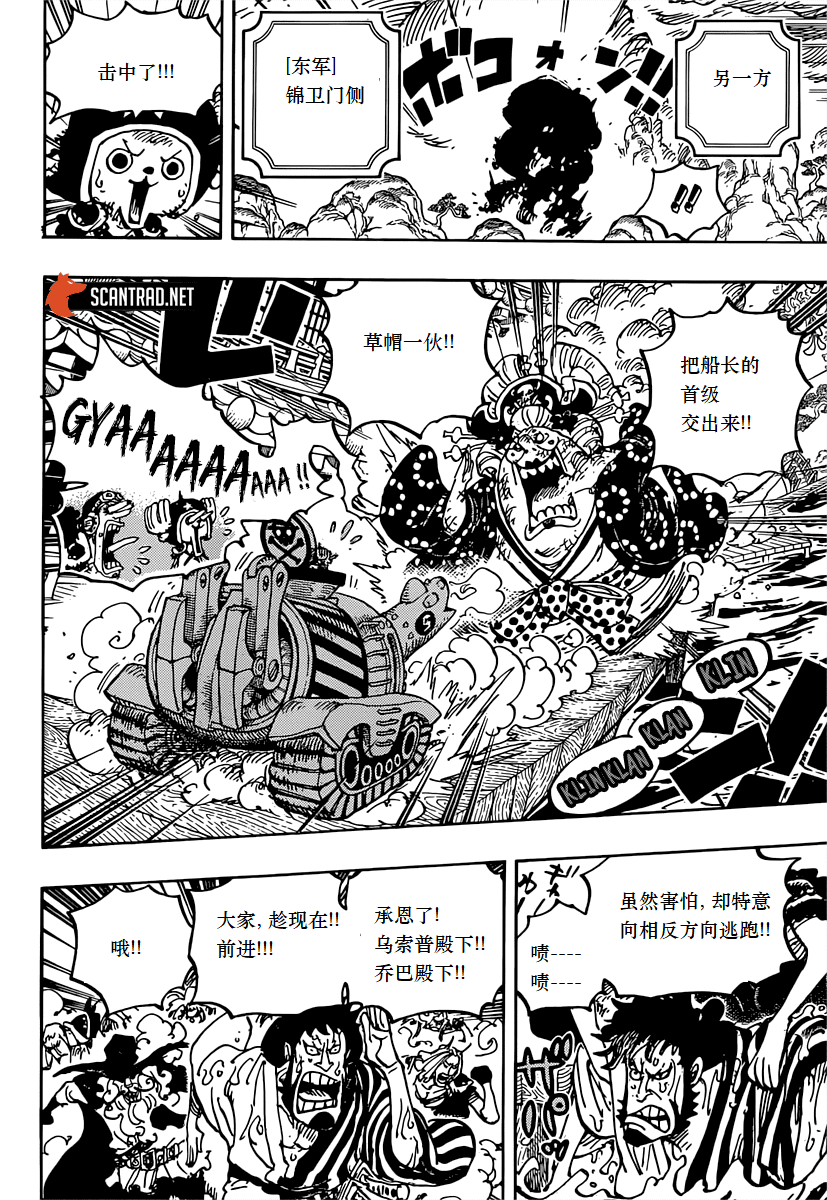 另一方
ボコォン!!
[东军]
锦卫门侧
!!
击中了!!!
SCANTRAD.NET
把船长的
首级
交出来!!
草帽一伙!!
GYAAAAAAAAAA!!
5
KLIN
KLAN
KLAN
KLIN
虽然害怕, 却特意
向相反方向逃跑!!
啧----
啧----
承恩了!
乌索普殿下!!
乔巴殿下!!
大家, 趁现在!!
前进!!!
哦!!